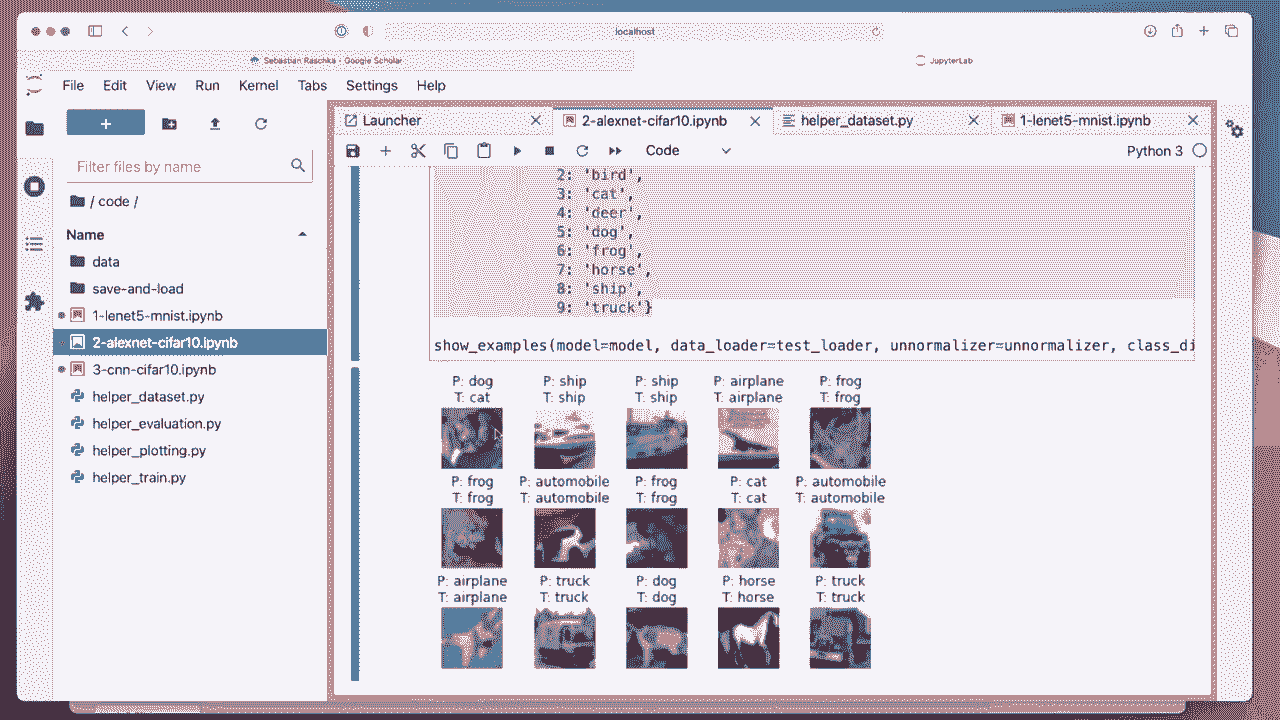 localhost
Sebastian Raschka - Google Scholar
JupyterLab
File Edit View Run Kernel Tabs Settings Help
Launcher
2-alexnet-cifar10.ipynb
helper_dataset.py
1-lenet5-mnist.ipynb
Code
Python 3
Filter files by name
/ code /
Name
data
save-and-load
1-lenet5-mnist.ipynb
2-alexnet-cifar10.ipynb
3-cnn-cifar10.ipynb
helper_dataset.py
helper_evaluation.py
helper_plotting.py
helper_train.py
2: 'bird',
3: 'cat',
4: 'deer',
5: 'dog',
6: 'frog',
7: 'horse',
8: 'ship',
9: 'truck'}
show_examples(model=model, data_loader=test_loader, unnormalizer=unnormalizer, class_di
P: dog P: ship P: ship P: airplane P: frog
T: cat T: ship T: ship T: airplane T: frog
P: frog P: automobile P: frog P: cat P: automobile
T: frog T: automobile T: frog T: cat T: automobile
P: airplane P: truck P: dog P: horse P: truck
T: airplane T: truck T: dog T: horse T: truck